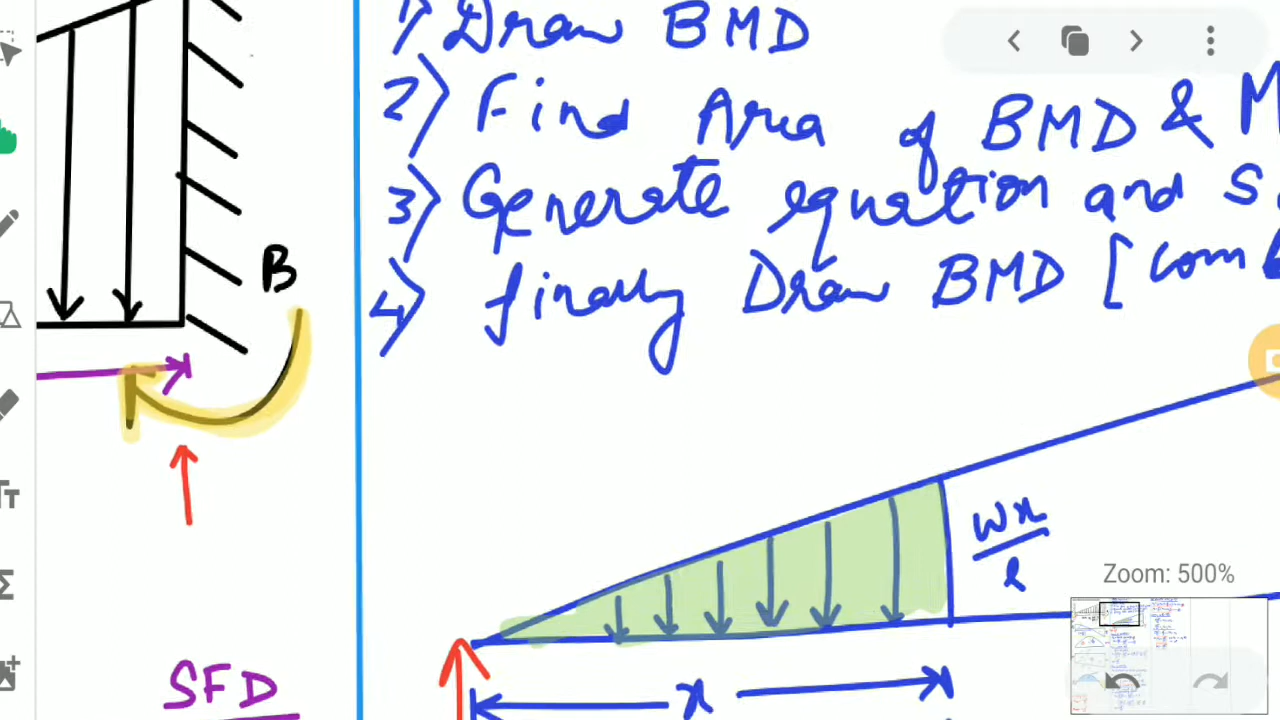 1) Draw BMD
2) Find Area of BMD & M
3) Generate equation and S
4) finally Draw BMD [com
B
wx
l
Zoom: 500%
SFD
x